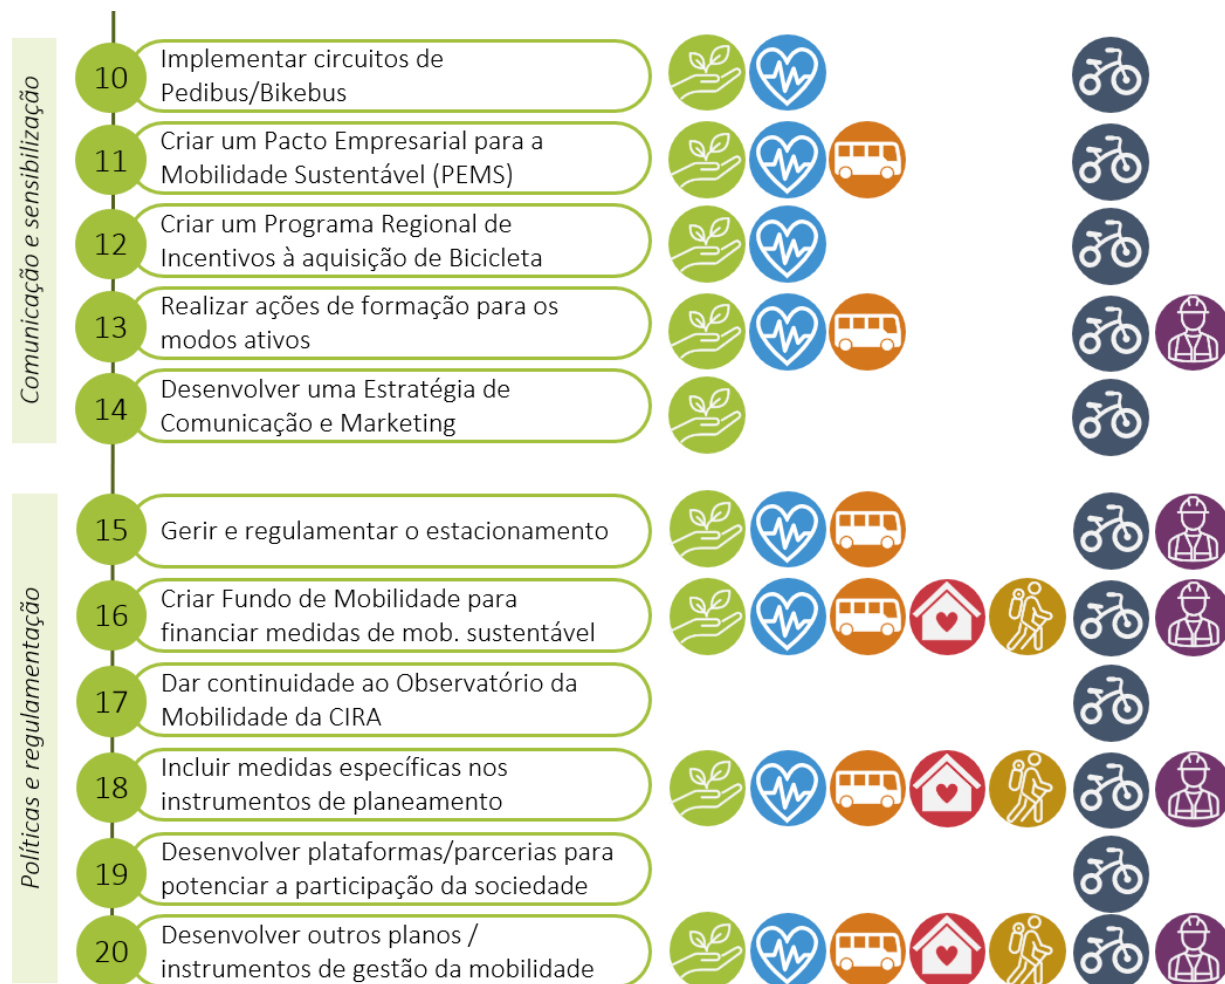 Comunicação e sensibilização
10
Implementar circuitos de
Pedibus/Bikebus
11
Criar um Pacto Empresarial para a
Mobilidade Sustentável (PEMS)
12
Criar um Programa Regional de
Incentivos à aquisição de Bicicleta
13
Realizar ações de formação para os
modos ativos
14
Desenvolver uma Estratégia de
Comunicação e Marketing
Políticas e regulamentação
15
Gerir e regulamentar o estacionamento
16
Criar Fundo de Mobilidade para
financiar medidas de mob. sustentável
17
Dar continuidade ao Observatório da
Mobilidade da CIRA
18
Incluir medidas específicas nos
instrumentos de planeamento
19
Desenvolver plataformas/parcerias para
potenciar a participação da sociedade
20
Desenvolver outros planos /
instrumentos de gestão da mobilidade